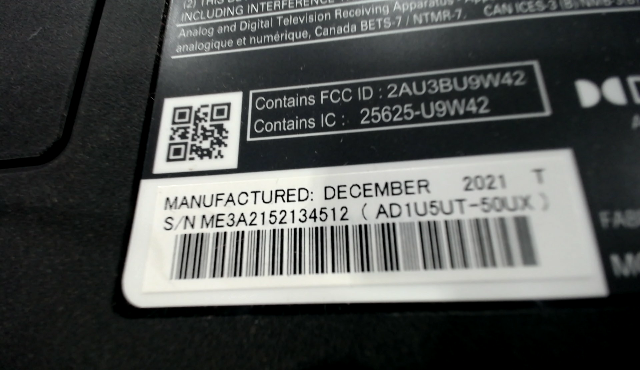 INCLUDING INTERFERENCE
Analog and Digital Television Receiving Apparatus
analogique et numérique, Canada BETS-7 / NTMR-7. CAN ICES-3 (B)
Contains FCC ID : 2AU3BU9W42
Contains IC : 25625-U9W42
MANUFACTURED: DECEMBER 2021 T
S/N ME3A2152134512 ( AD1U5UT-50UX )